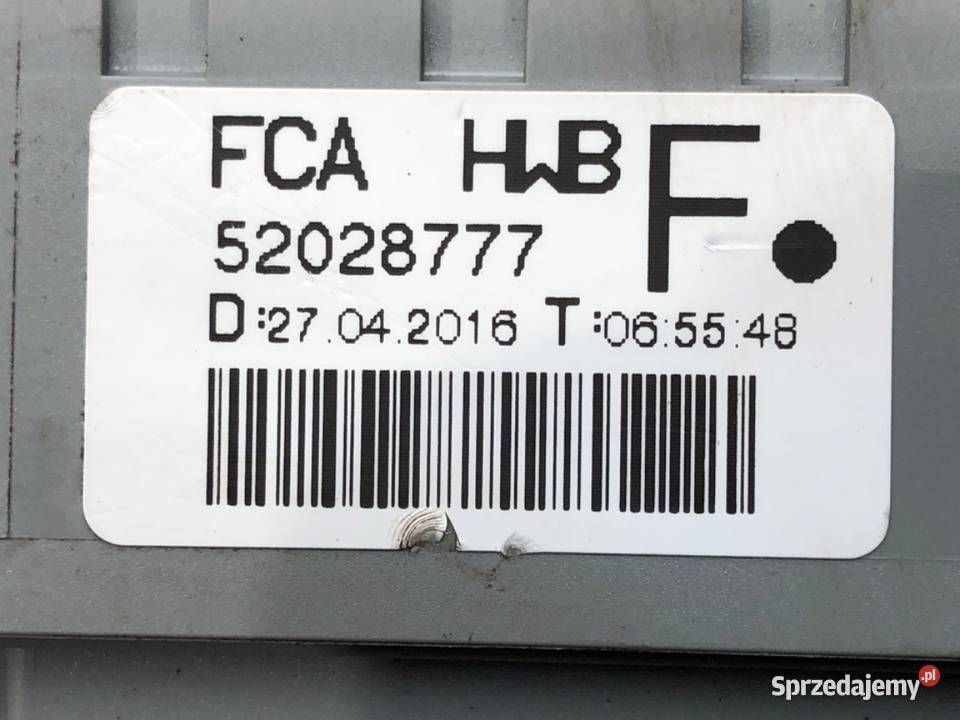 FCA HWB F.
52028777
D:27.04.2016 T:06:55:48
Sprzedajemy.pl